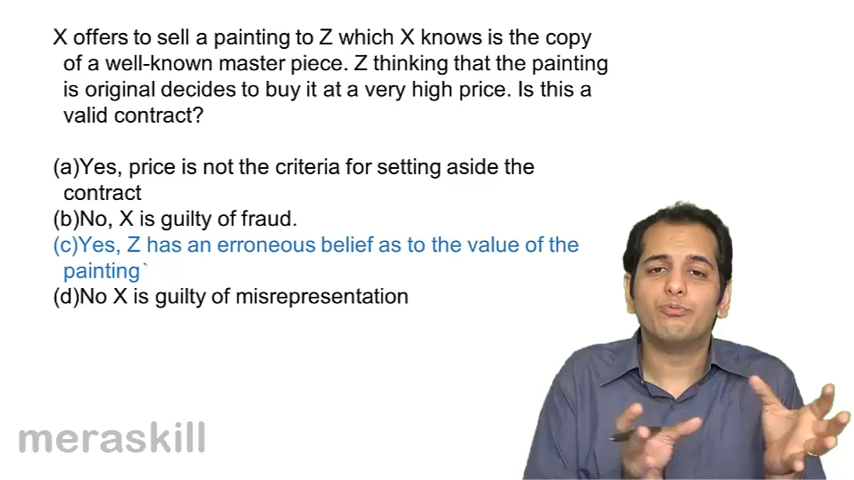 X offers to sell a painting to Z which X knows is the copy
of a well-known master piece. Z thinking that the painting
is original decides to buy it at a very high price. Is this a
valid contract?
(a)Yes, price is not the criteria for setting aside the
contract
(b)No, X is guilty of fraud.
(c)Yes, Z has an erroneous belief as to the value of the
painting
(d)No X is guilty of misrepresentation
meraskill